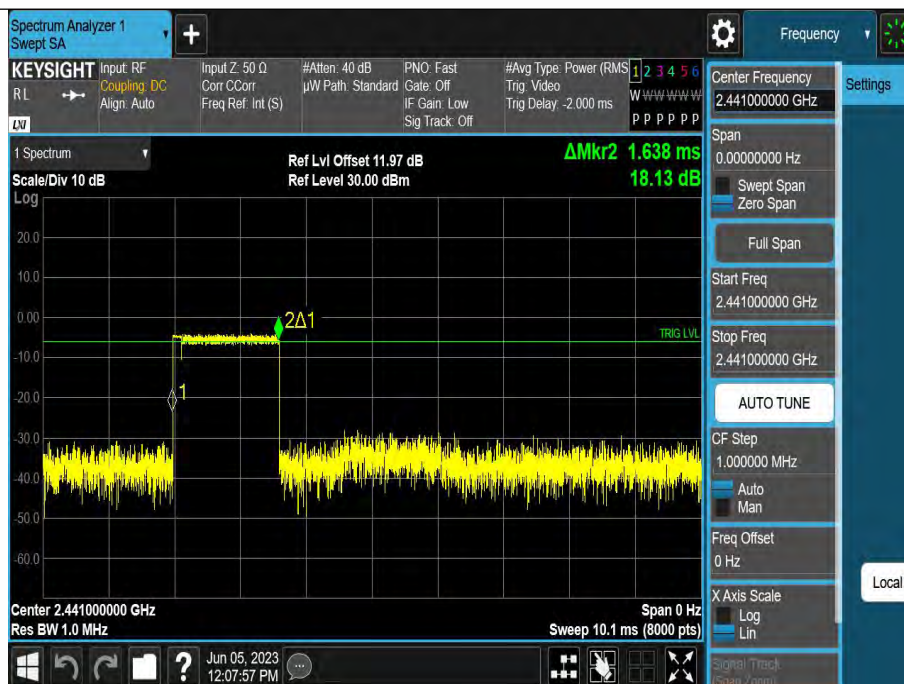 Spectrum Analyzer 1
Swept SA
Frequency
KEYSIGHT
RL
LXI
Input: RF
Coupling: DC
Align: Auto
Input Z: 50 Ω
Corr CCorr
Freq Ref: Int (S)
#Atten: 40 dB
µW Path: Standard
PNO: Fast
Gate: Off
IF Gain: Low
Sig Track: Off
#Avg Type: Power (RMS
Trig: Video
Trig Delay: -2.000 ms
1 2 3 4 5 6
W W W W W W
P P P P P P
Settings
1 Spectrum
Scale/Div 10 dB
Log
Ref Lvl Offset 11.97 dB
Ref Level 30.00 dBm
ΔMkr2 1.638 ms
18.13 dB
20.0
10.0
0.00
-10.0
-20.0
-30.0
-40.0
-50.0
-60.0
2Δ1
1
TRIG LVL
Center 2.441000000 GHz
Res BW 1.0 MHz
Span 0 Hz
Sweep 10.1 ms (8000 pts)
Center Frequency
2.441000000 GHz
Span
0.00000000 Hz
Swept Span
Zero Span
Full Span
Start Freq
2.441000000 GHz
Stop Freq
2.441000000 GHz
AUTO TUNE
CF Step
1.000000 MHz
Auto
Man
Freq Offset
0 Hz
X Axis Scale
Log
Lin
Signal Track
(Span Zoom)
Local
Jun 05, 2023
12:07:57 PM